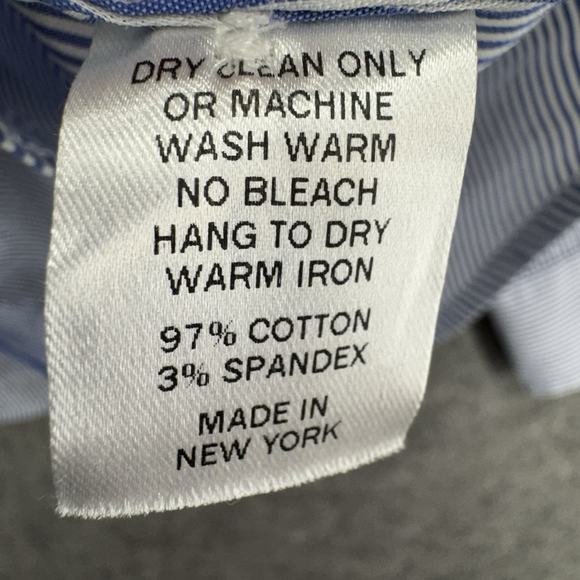 DRY CLEAN ONLY
OR MACHINE
WASH WARM
NO BLEACH
HANG TO DRY
WARM IRON
97% COTTON
3% SPANDEX
MADE IN
NEW YORK